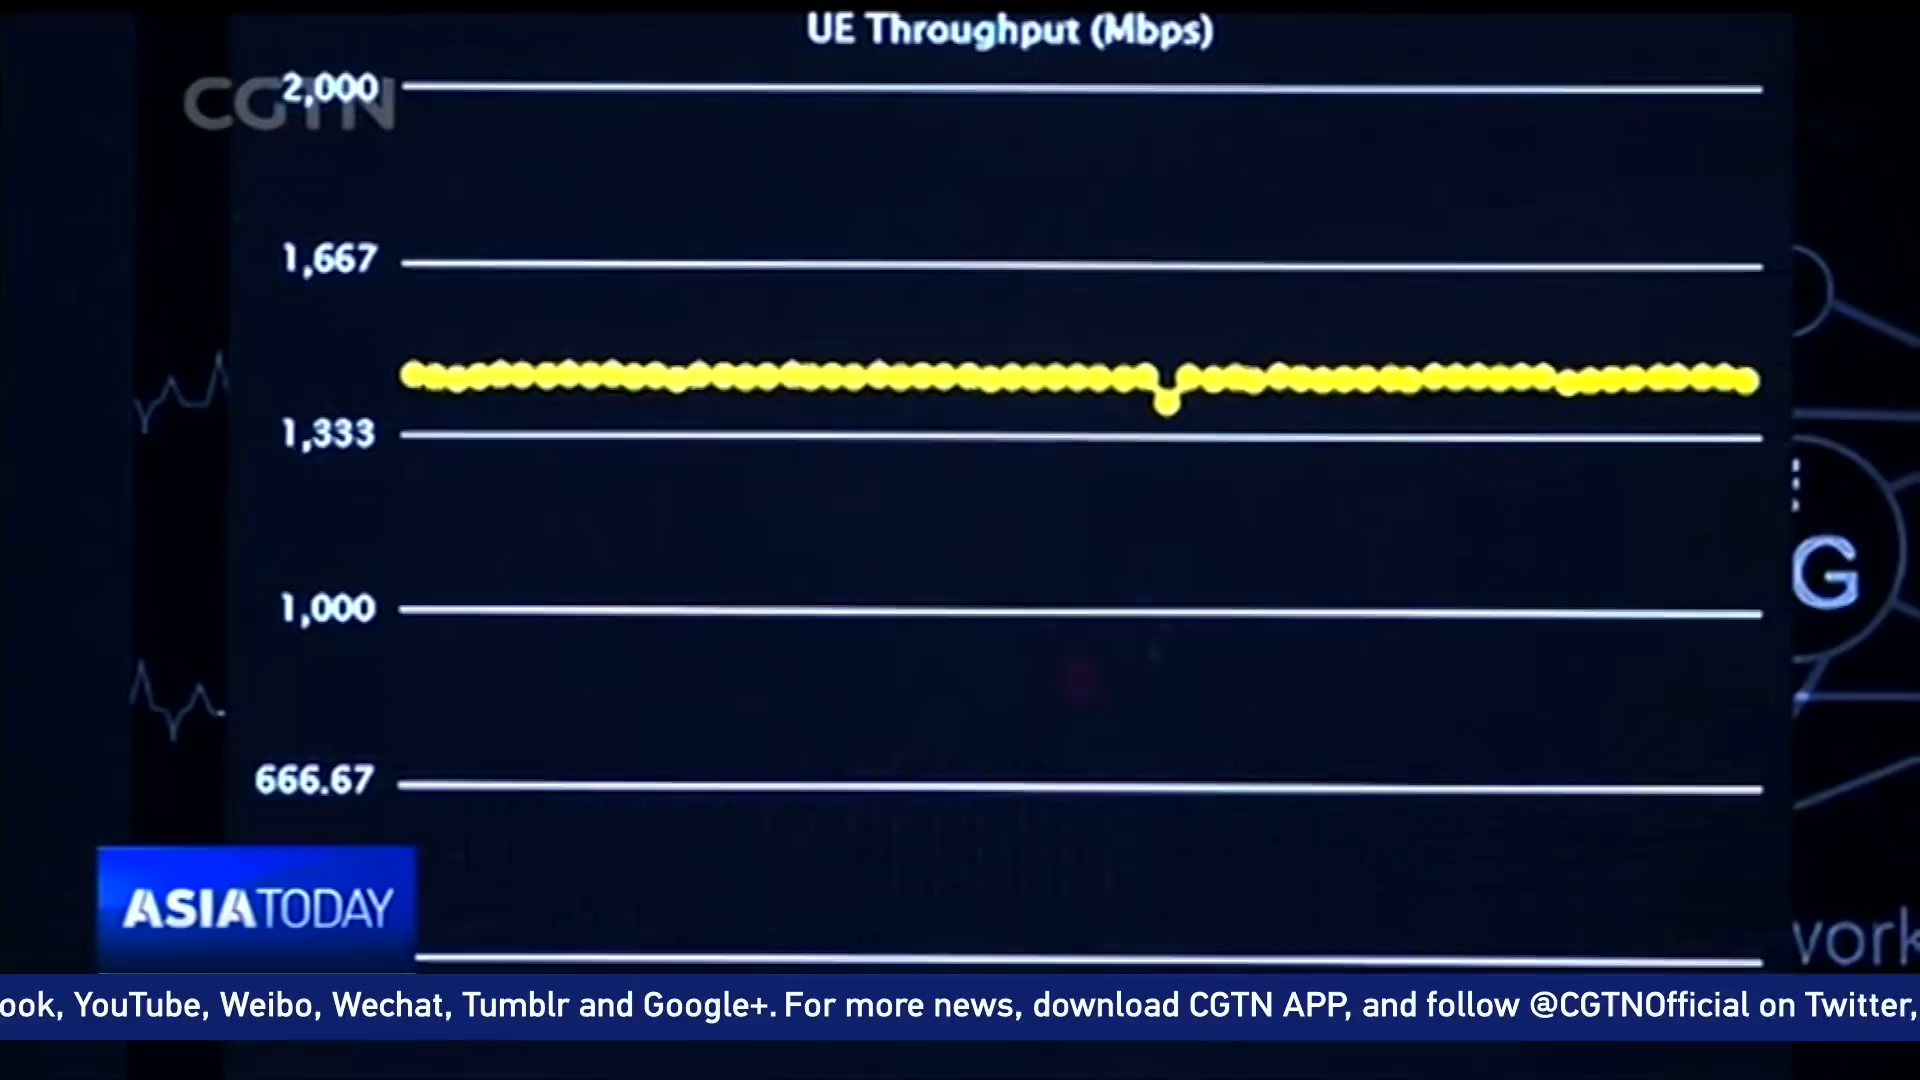 UE Throughput (Mbps)
CGTN
2,000
1,667
1,333
G
1,000
666.67
ASIATODAY
ook, YouTube, Weibo, Wechat, Tumblr and Google+. For more news, download CGTN APP, and follow @CGTNOfficial on Twitter,